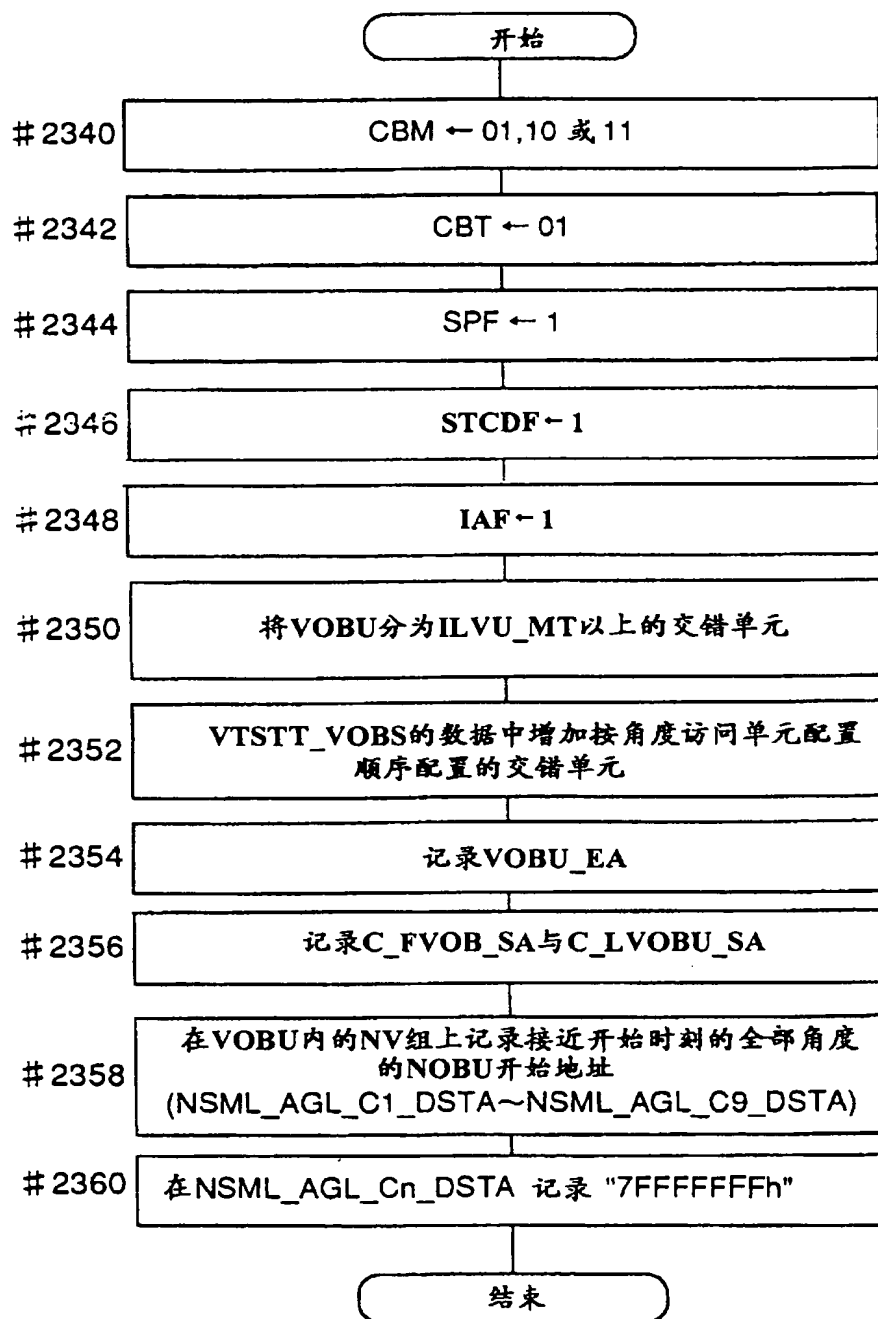 开始
#2340
CBM ← 01,10 或 11
#2342
CBT ← 01
#2344
SPF ← 1
#2346
STCDF ← 1
#2348
IAF ← 1
#2350
将VOBU分为ILVU_MT以上的交错单元
#2352
VTSTT_VOBS的数据中增加按角度访问单元配置
顺序配置的交错单元
#2354
记录VOBU_EA
#2356
记录C_FVOB_SA与C_LVOBU_SA
#2358
在VOBU内的NV组上记录接近开始时刻的全部角度
的NOBU开始地址
(NSML_AGL_C1_DSTA~NSML_AGL_C9_DSTA)
#2360
在NSML_AGL_Cn_DSTA 记录 "7FFFFFFFh"
结束